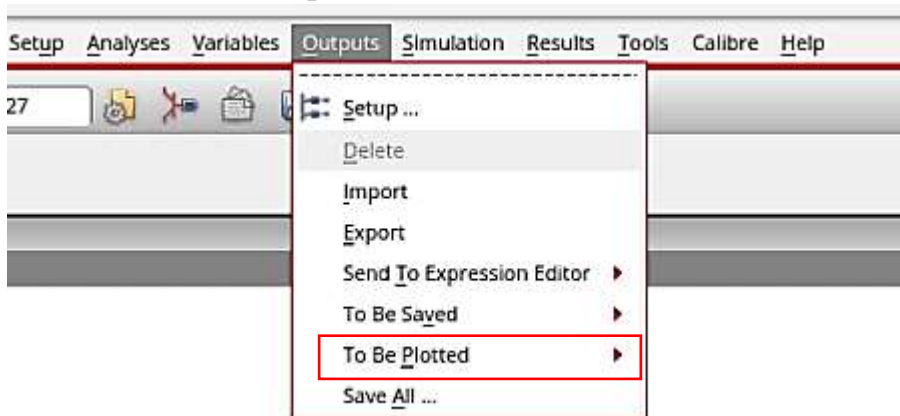 Setup Analyses Variables Outputs Simulation Results Tools Calibre Help
27
Setup ...
Delete
Import
Export
Send To Expression Editor
To Be Saved
To Be Plotted
Save All ...